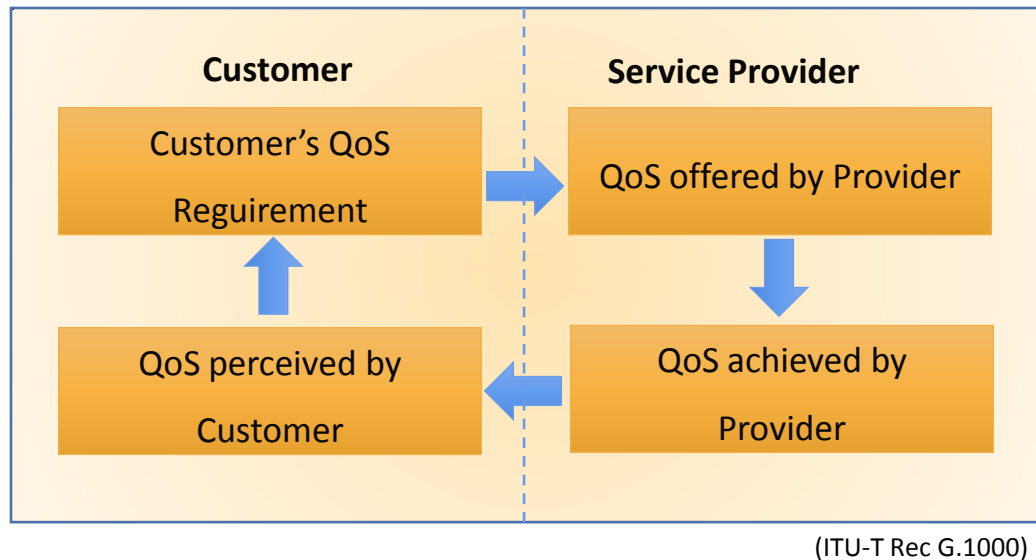 Customer
Service Provider
Customer’s QoS
Reguirement
QoS offered by Provider
QoS perceived by
Customer
QoS achieved by
Provider
(ITU-T Rec G.1000)